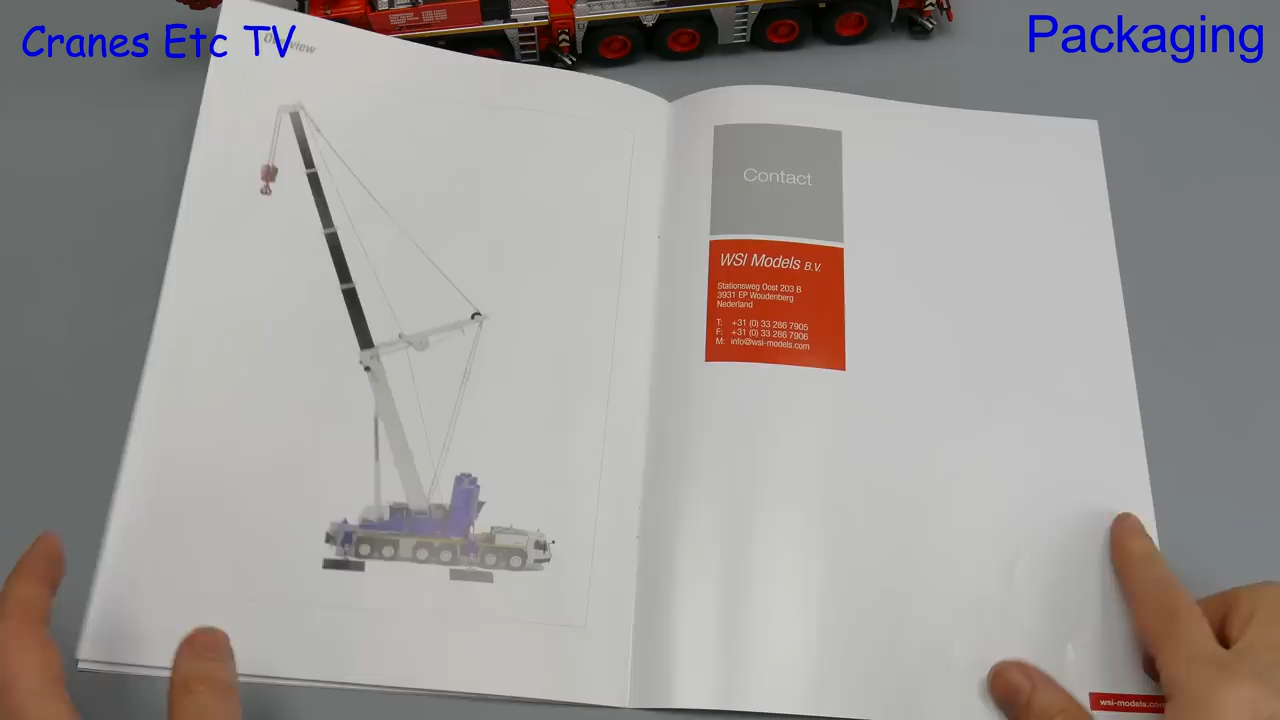 Cranes Etc TV
Packaging
Overview
Contact
WSI Models B.V.
Stationsweg Oost 203 B
3931 EP Woudenberg
Nederland
T: +31 (0) 33 286 7905
F: +31 (0) 33 286 7906
M: info@wsi-models.com
wsi-models.com